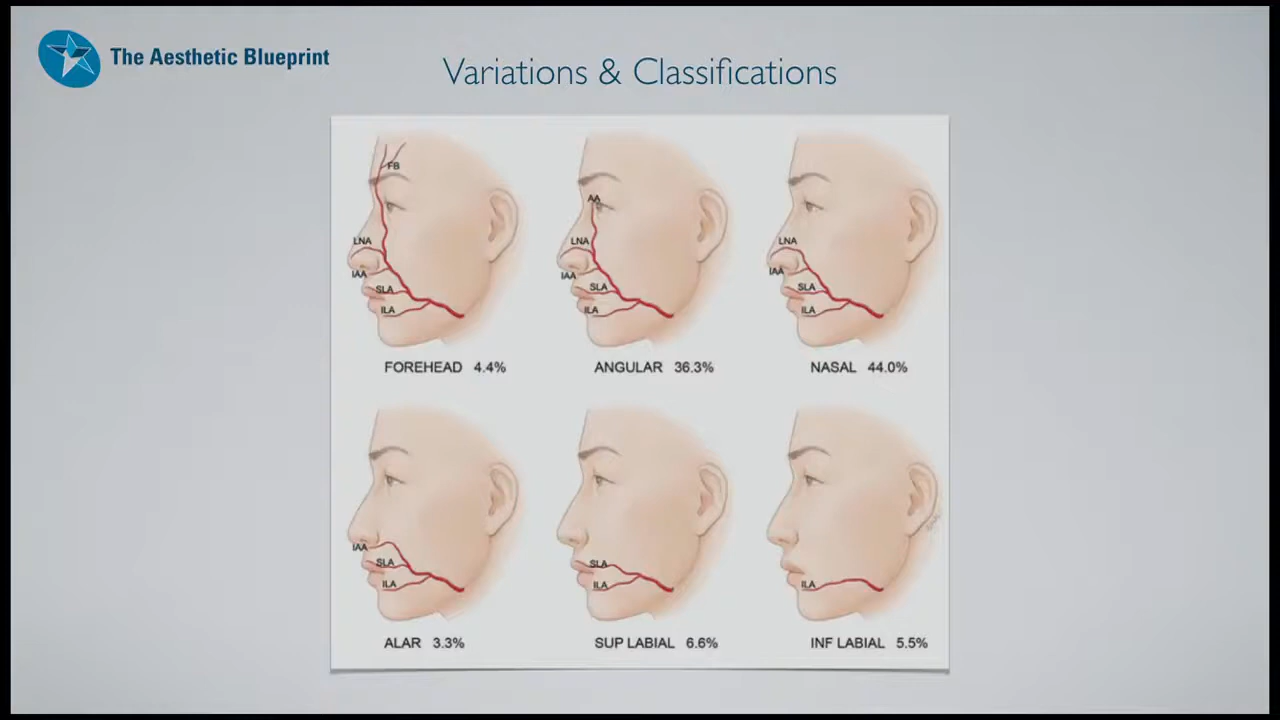 The Aesthetic Blueprint
Variations & Classifications
FB
LNA
IAA
SLA
ILA
FOREHEAD 4.4%
AA
LNA
IAA
SLA
ILA
ANGULAR 36.3%
LNA
IAA
SLA
ILA
NASAL 44.0%
IAA
SLA
ILA
ALAR 3.3%
SLA
ILA
SUP LABIAL 6.6%
ILA
INF LABIAL 5.5%